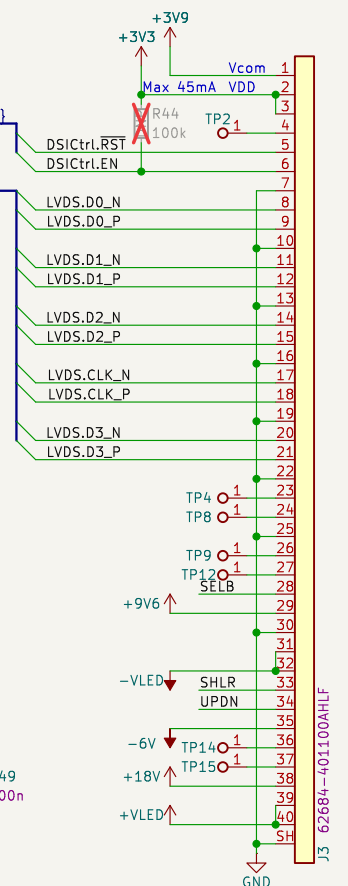 +3V9
+3V3
Vcom 1
Max 45mA VDD 2
3
R44
100k
TP2 1 4
}
DSICtrl.RST 5
DSICtrl.EN 6
7
LVDS.D0_N 8
LVDS.D0_P 9
10
LVDS.D1_N 11
LVDS.D1_P 12
13
LVDS.D2_N 14
LVDS.D2_P 15
16
LVDS.CLK_N 17
LVDS.CLK_P 18
19
LVDS.D3_N 20
LVDS.D3_P 21
22
TP4 1 23
TP8 1 24
25
TP9 1 26
TP12 1 27
SELB 28
+9V6 29
30
31
-VLED 32
SHLR 33
UPDN 34
35
-6V
TP14 1 36
TP15 1 37
+18V 38
39
+VLED 40
SH
GND
49
00n
62684-401100AHLF
J3